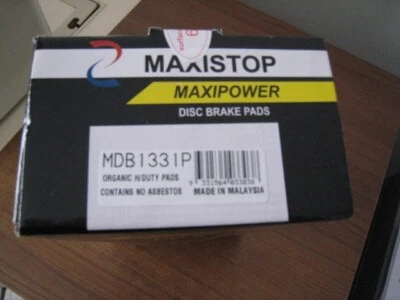 MAXISTOP
MAXIPOWER
DISC BRAKE PADS
MDB1331P
ORGANIC H/DUTY PADS
CONTAINS NO ASBESTOS
MADE IN MALAYSIA